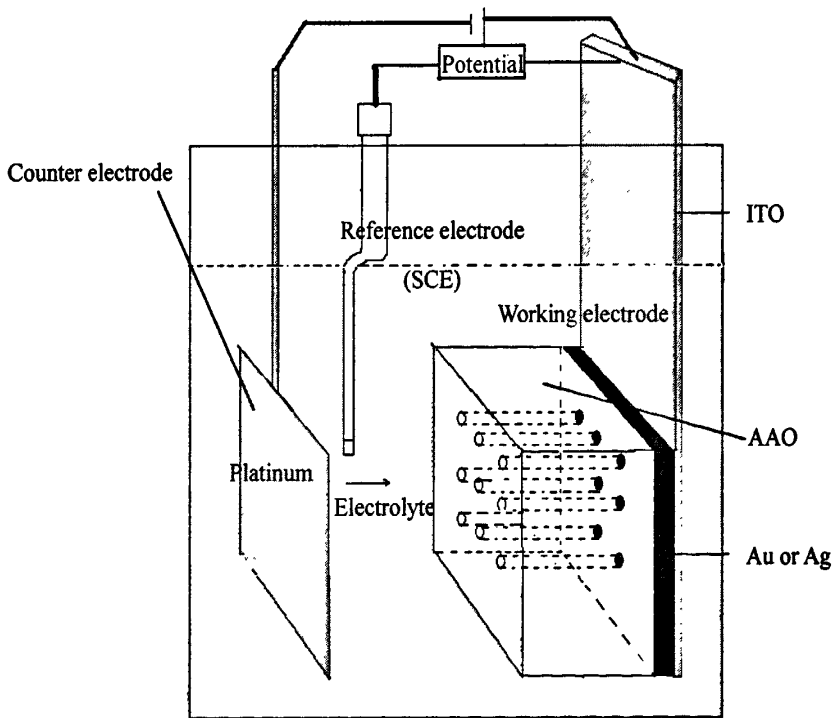 Potential
Counter electrode
ITO
Reference electrode
(SCE)
Working electrode
AAO
Platinum
Electrolyte
Au or Ag